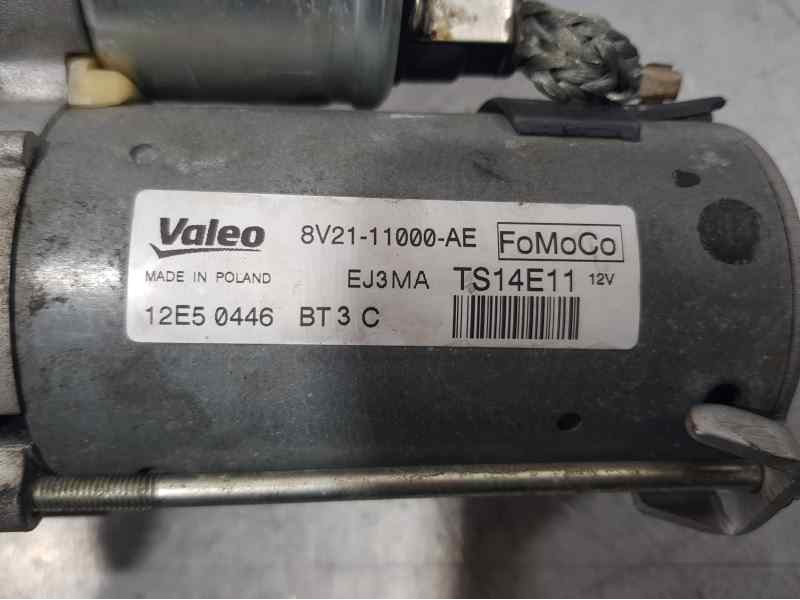 Valeo 8V21-11000-AE FoMoCo
MADE IN POLAND EJ3MA TS14E11 12V
12E5 0446 BT 3 C